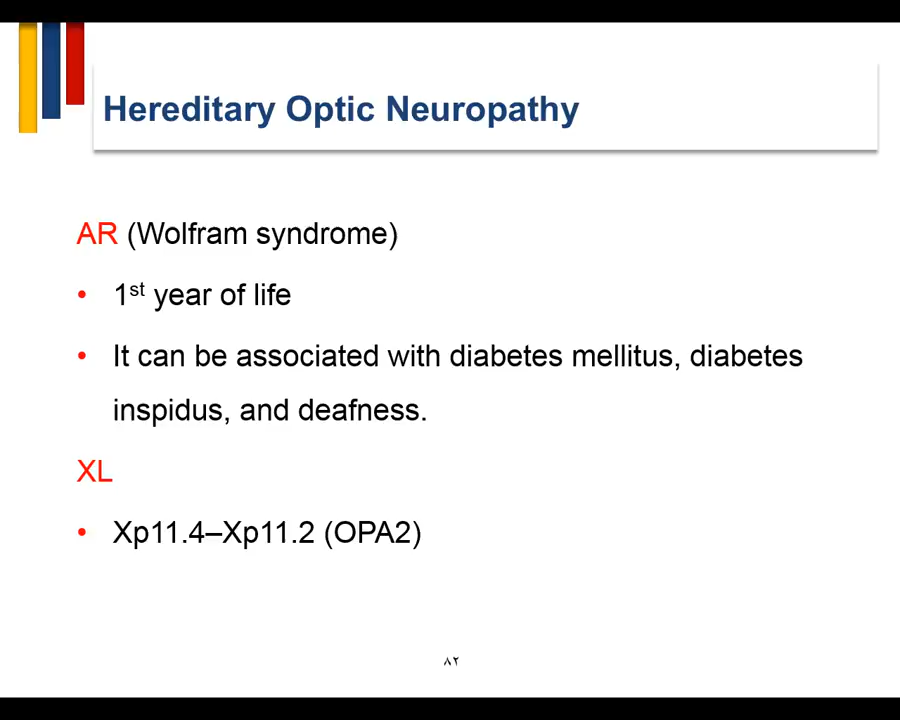 Hereditary Optic Neuropathy
AR (Wolfram syndrome)
• 1st year of life
• It can be associated with diabetes mellitus, diabetes
inspidus, and deafness.
XL
• Xp11.4–Xp11.2 (OPA2)
٨٢